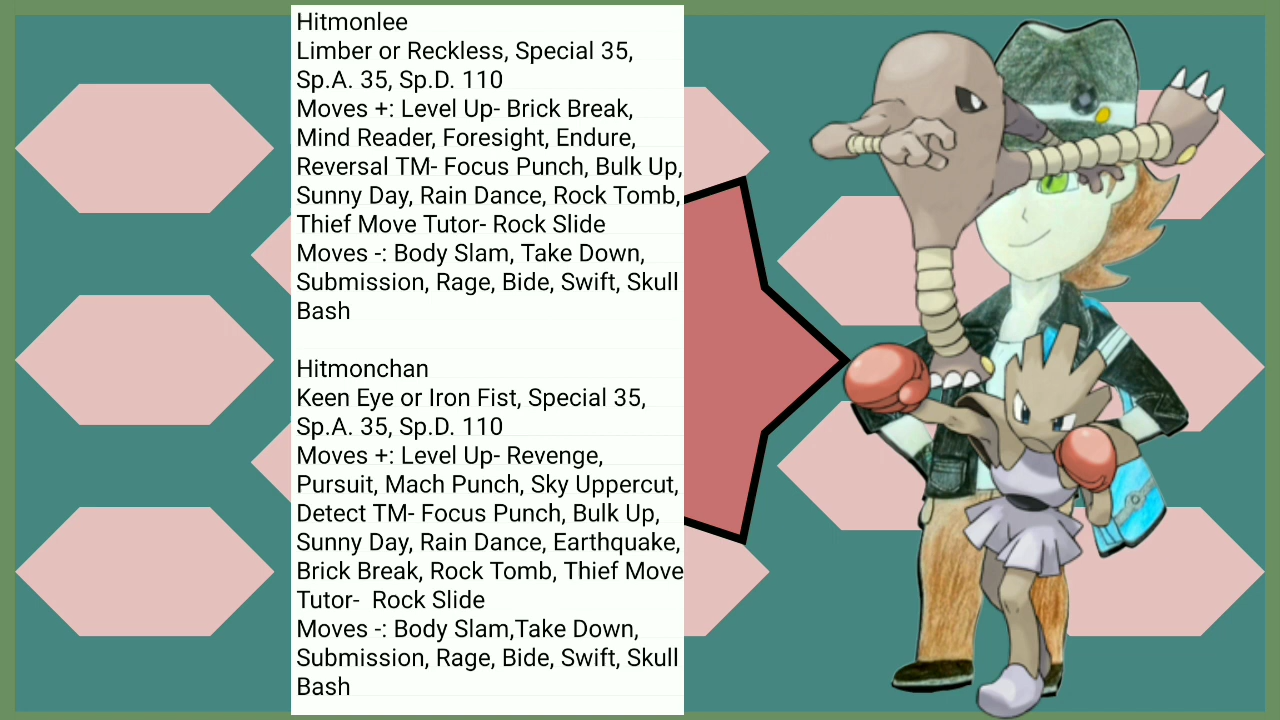 Hitmonlee
Limber or Reckless, Special 35,
Sp.A. 35, Sp.D. 110
Moves +: Level Up- Brick Break,
Mind Reader, Foresight, Endure,
Reversal TM- Focus Punch, Bulk Up,
Sunny Day, Rain Dance, Rock Tomb,
Thief Move Tutor- Rock Slide
Moves -: Body Slam, Take Down,
Submission, Rage, Bide, Swift, Skull
Bash
Hitmonchan
Keen Eye or Iron Fist, Special 35,
Sp.A. 35, Sp.D. 110
Moves +: Level Up- Revenge,
Pursuit, Mach Punch, Sky Uppercut,
Detect TM- Focus Punch, Bulk Up,
Sunny Day, Rain Dance, Earthquake,
Brick Break, Rock Tomb, Thief Move
Tutor-  Rock Slide
Moves -: Body Slam,Take Down,
Submission, Rage, Bide, Swift, Skull
Bash